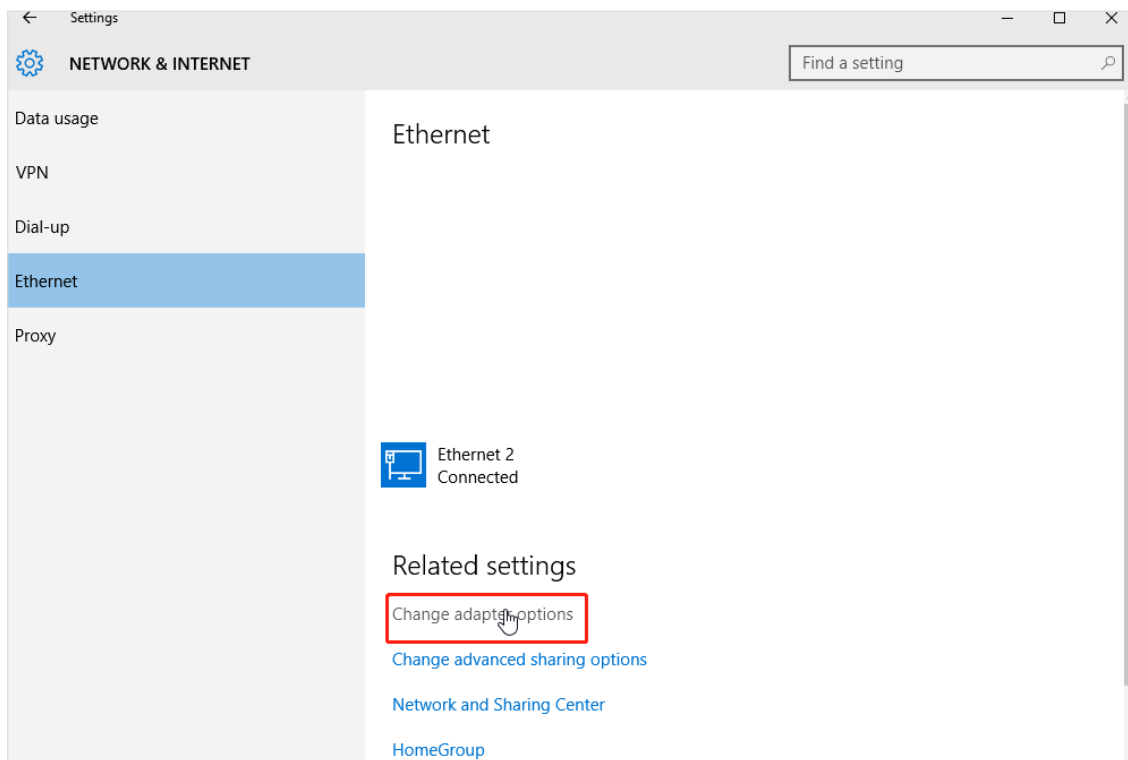 Settings
NETWORK & INTERNET
Find a setting
Data usage
VPN
Dial-up
Ethernet
Proxy
Ethernet
Ethernet 2
Connected
Related settings
Change adapter options
Change advanced sharing options
Network and Sharing Center
HomeGroup